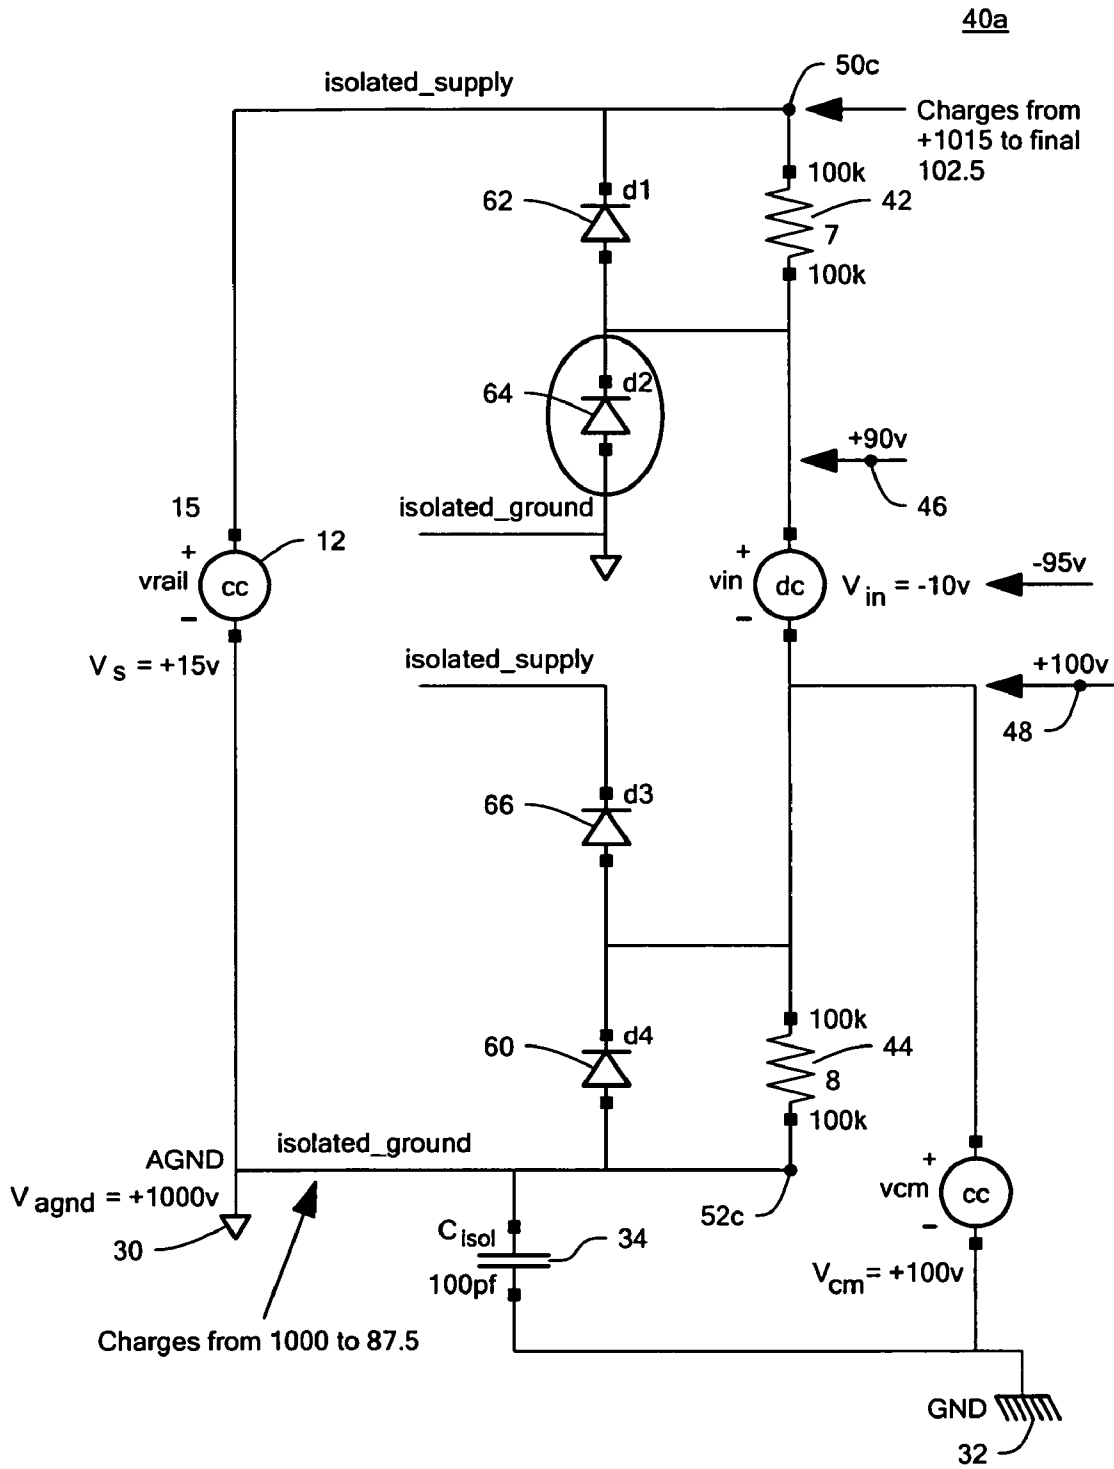 40a
50c
isolated_supply
Charges from
+1015 to final
102.5
100k
d1
62
42
7
100k
d2
64
+90v
46
isolated_ground
15
12
+
vrail
cc
−
V s = +15v
+
vin
dc
−
V in = -10v
-95v
isolated_supply
+100v
48
66
d3
100k
60
d4
44
8
100k
isolated_ground
AGND
V agnd = +1000v
30
52c
C isol
34
100pf
+
vcm
cc
−
Vcm = +100v
Charges from 1000 to 87.5
GND
32